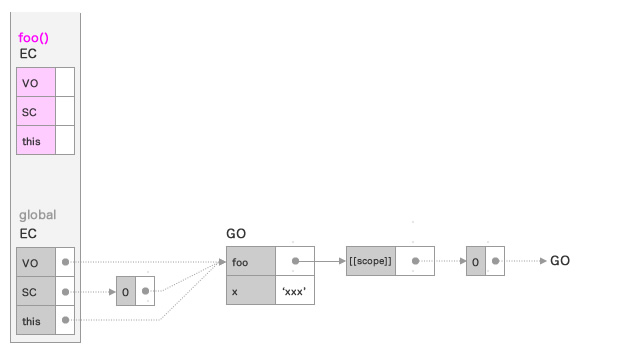 foo()
EC
VO
SC
this
global
EC
GO
VO
foo
[[scope]]
0
GO
SC
0
x
'xxx'
this